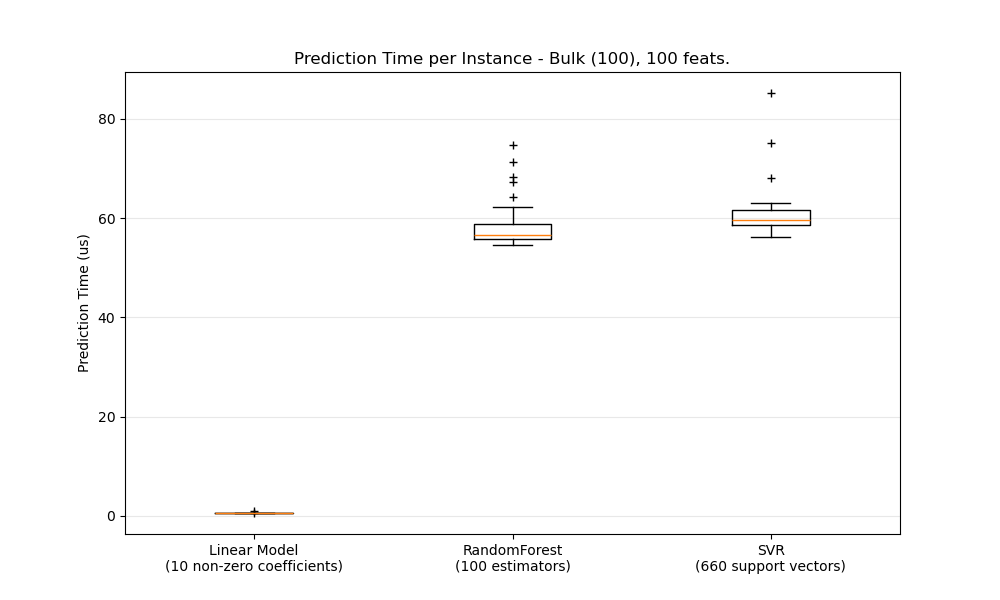 Prediction Time per Instance - Bulk (100), 100 feats.
Prediction Time (us)
80
60
40
20
0
Linear Model
(10 non-zero coefficients)
RandomForest
(100 estimators)
SVR
(660 support vectors)